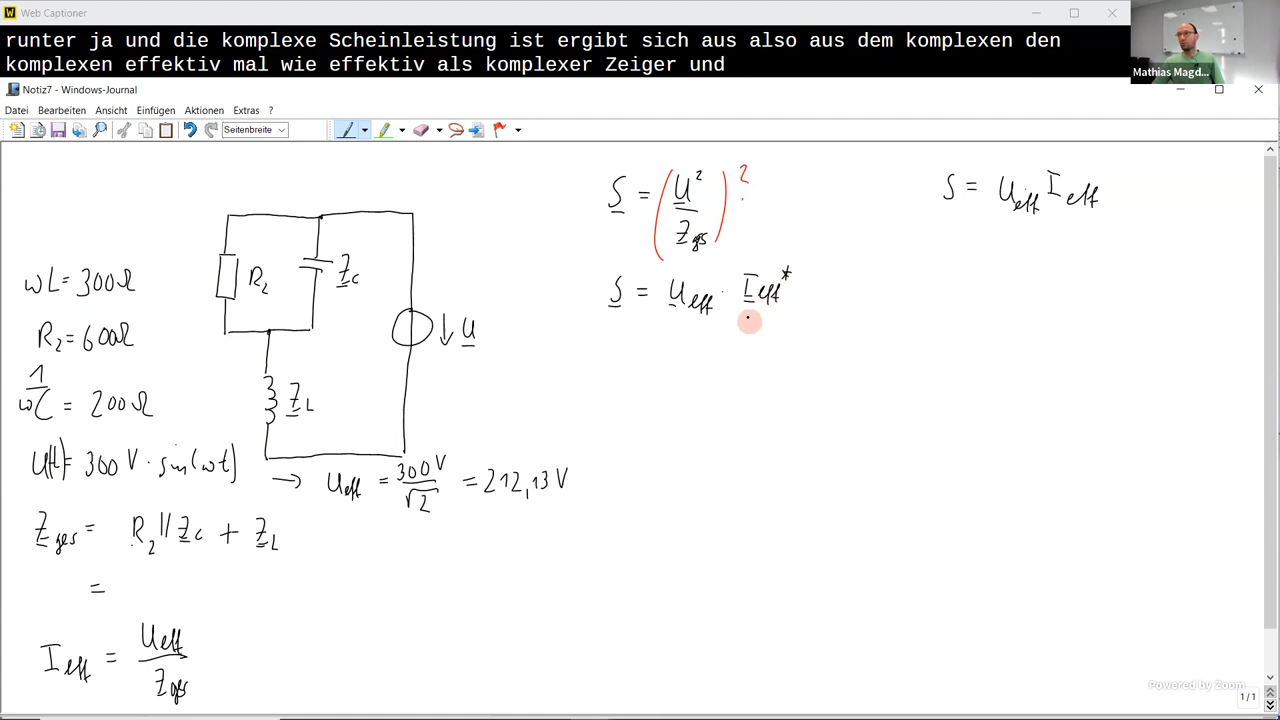 Web Captioner
runter ja und die komplexe Scheinleistung ist ergibt sich aus also aus dem komplexen den
komplexen effektiv mal wie effektiv als komplexer Zeiger und
Mathias Magd...
Notiz7 - Windows-Journal
Datei Bearbeiten Ansicht Einfügen Aktionen Extras ?
Seitenbreite
S = (U² / Zges) ?
S = Ueff Ieff
S = Ueff · Ieff*
R2
ZC
U
ZL
ωL = 300Ω
R2 = 600Ω
1/ωC = 200Ω
U(t) = 300 V · sin(ωt)
→ Ueff = 300V/√2 = 212,13 V
Zges = R2 || ZC + ZL
=
Ieff = Ueff / Zges
Powered by Zoom
1/1